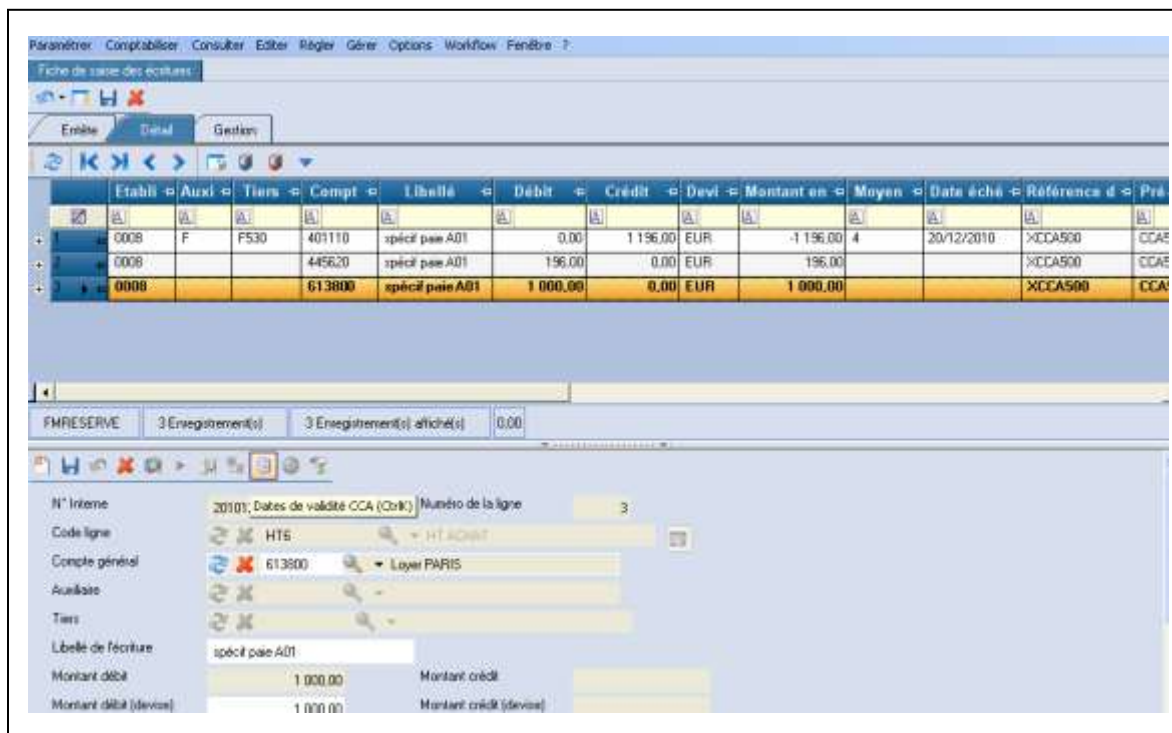 Paramétrer Comptabiliser Consulter Editer Régler Gérer Options Workflow Fenêtre ?
Fiche de saisie des écritures
Entête Détail Gestion
Etabli Auxi Tiers Compt Libellé Débit Crédit Devi Montant en Moyen Date éché Référence d Pré
1 0008 F F530 401110 spécif paie A01 0.00 1 196,00 EUR -1 196,00 4 20/12/2010 XCCA500
2 0008 445620 spécif paie A01 196,00 0,00 EUR 196,00 XCCA500
3 0008 613800 spécif paie A01 1 000,00 0,00 EUR 1 000,00 XCCA500
FMRESERVE 3 Enregistrement(s) 3 Enregistrement(s) affiché(s) 0.00
N° Interne 20101 Dates de validité CCA (CtrlK) Numéro de la ligne 3
Code ligne HT6 HT ACHAT
Compte général 613800 Loyer PARIS
Auxiliaire
Tiers
Libellé de l'écriture spécif paie A01
Montant débit 1 000,00 Montant crédit
Montant débit (devise) 1 000,00 Montant crédit (devise)